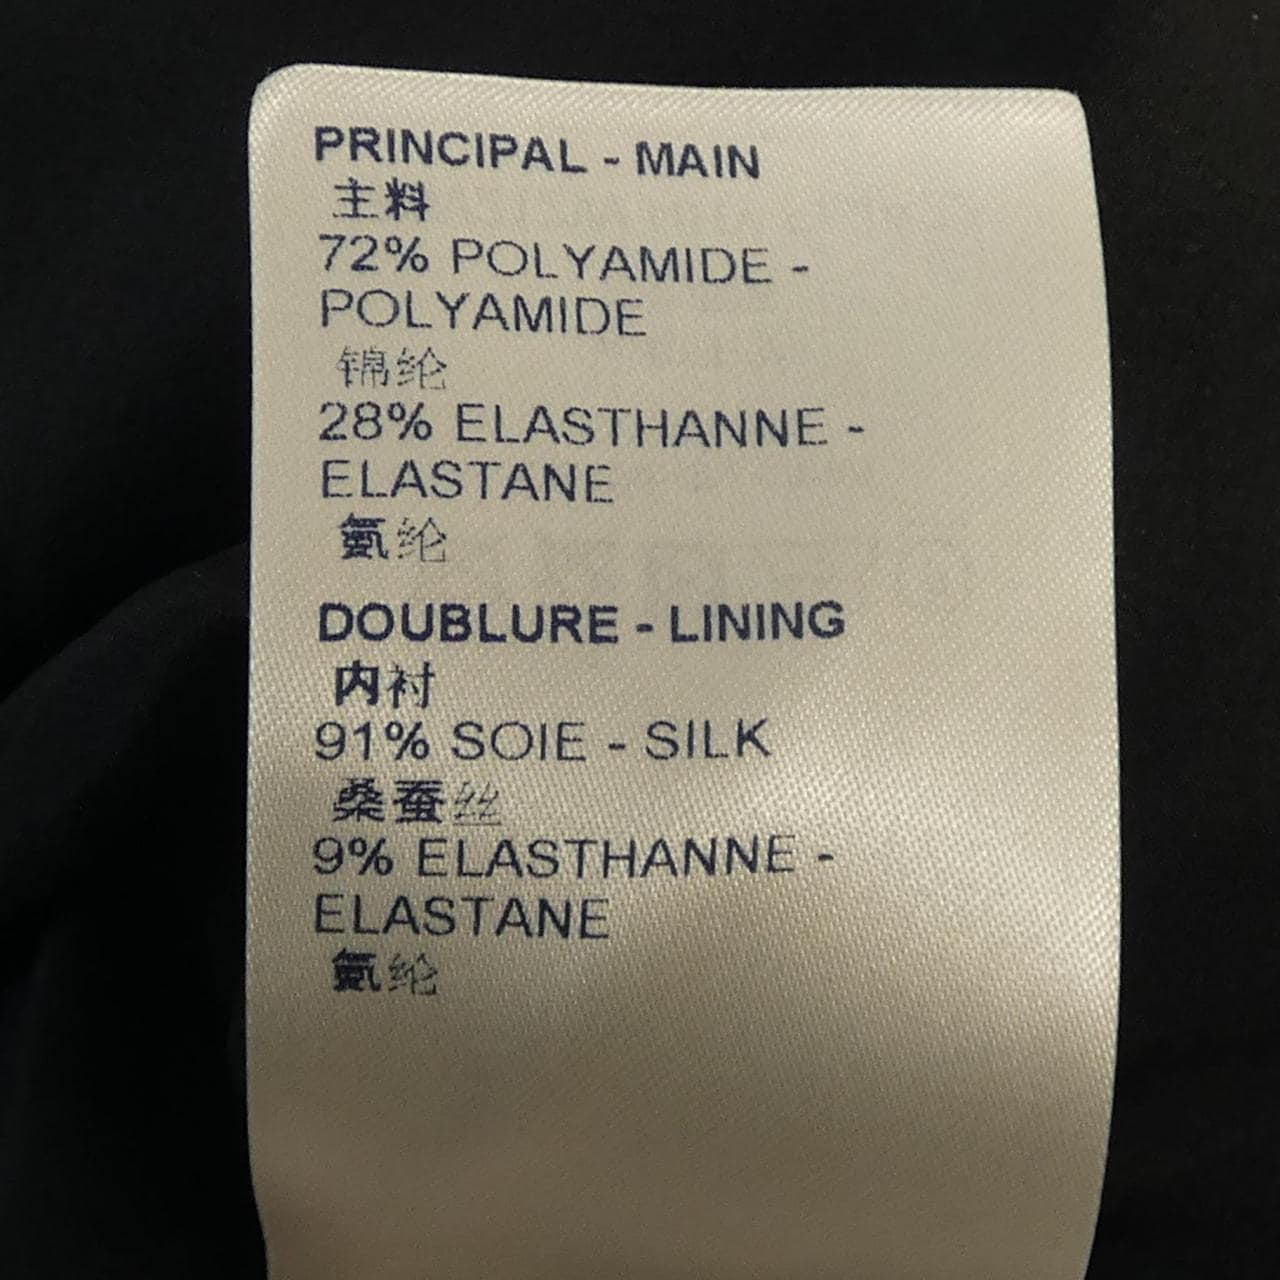 PRINCIPAL - MAIN
主料
72% POLYAMIDE -
POLYAMIDE
锦纶
28% ELASTHANNE -
ELASTANE
氨纶
DOUBLURE - LINING
内衬
91% SOIE - SILK
桑蚕丝
9% ELASTHANNE -
ELASTANE
氨纶